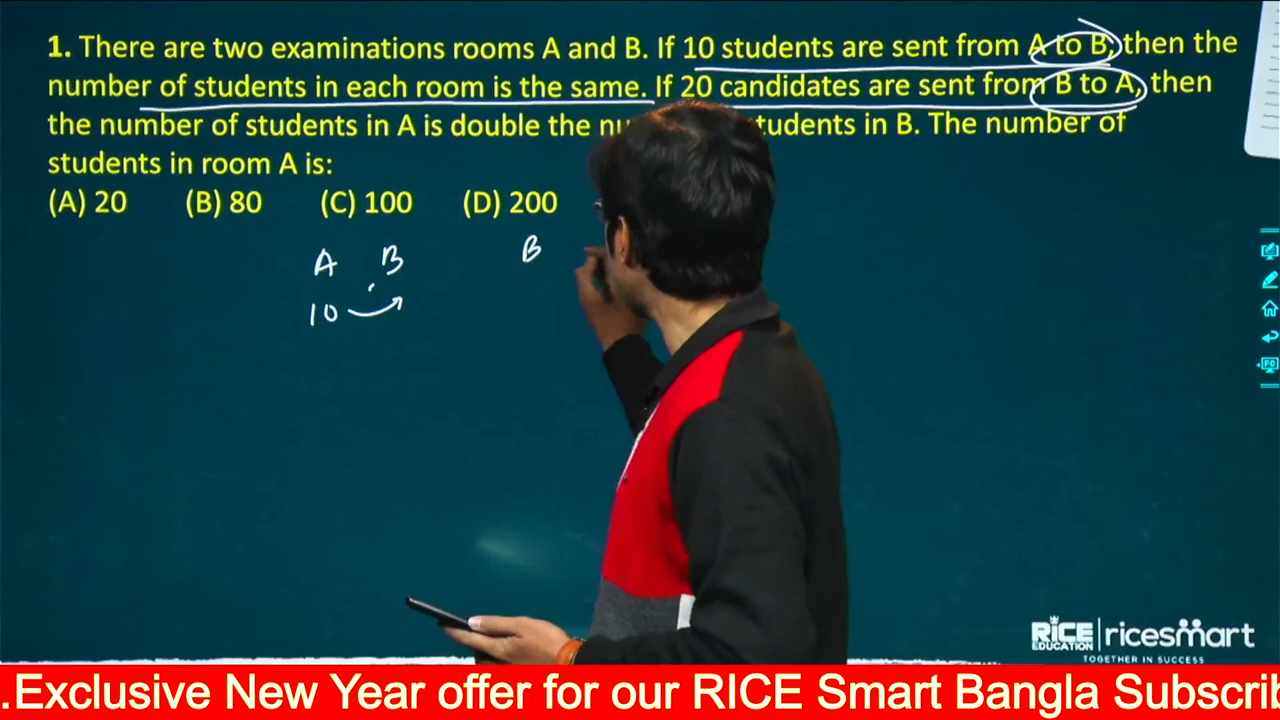 1. There are two examinations rooms A and B. If 10 students are sent from A to B, then the
number of students in each room is the same. If 20 candidates are sent from B to A, then
the number of students in A is double the nu tudents in B. The number of
students in room A is:
(A) 20 (B) 80 (C) 100 (D) 200
A B B
10
RICE EDUCATION ricesmart
TOGETHER IN SUCCESS
.Exclusive New Year offer for our RICE Smart Bangla Subscrib